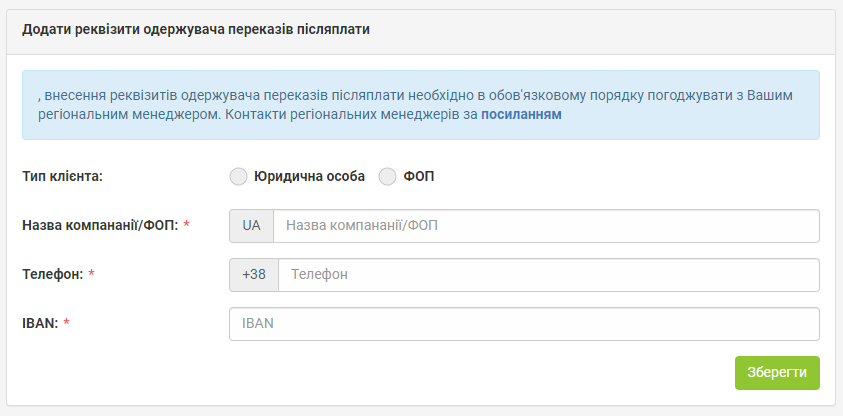 Додати реквізити одержувача переказів післяплати
, внесення реквізитів одержувача переказів післяплати необхідно в обов'язковому порядку погоджувати з Вашим
регіональним менеджером. Контакти регіональних менеджерів за посиланням
Тип клієнта: Юридична особа ФОП
Назва компананії/ФОП: * UA Назва компананії/ФОП
Телефон: * +38 Телефон
IBAN: * IBAN
Зберегти